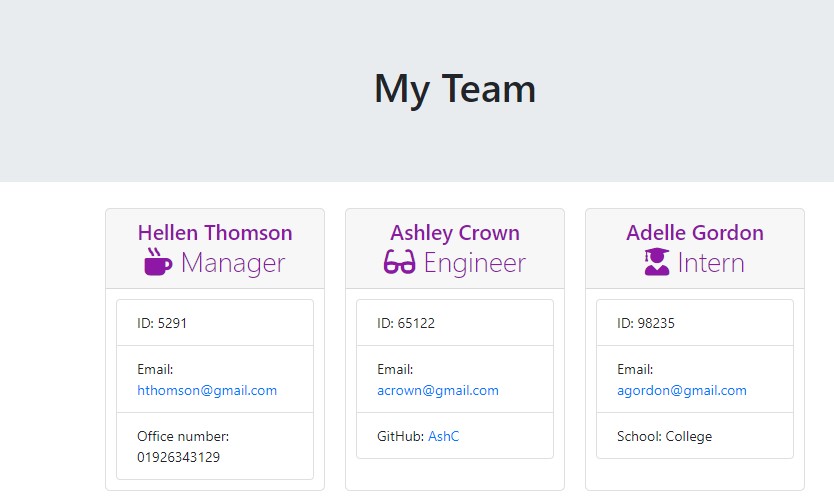 My Team
Hellen Thomson
Manager
ID: 5291
Email:
hthomson@gmail.com
Office number:
01926343129
Ashley Crown
Engineer
ID: 65122
Email:
acrown@gmail.com
GitHub: AshC
Adelle Gordon
Intern
ID: 98235
Email:
agordon@gmail.com
School: College